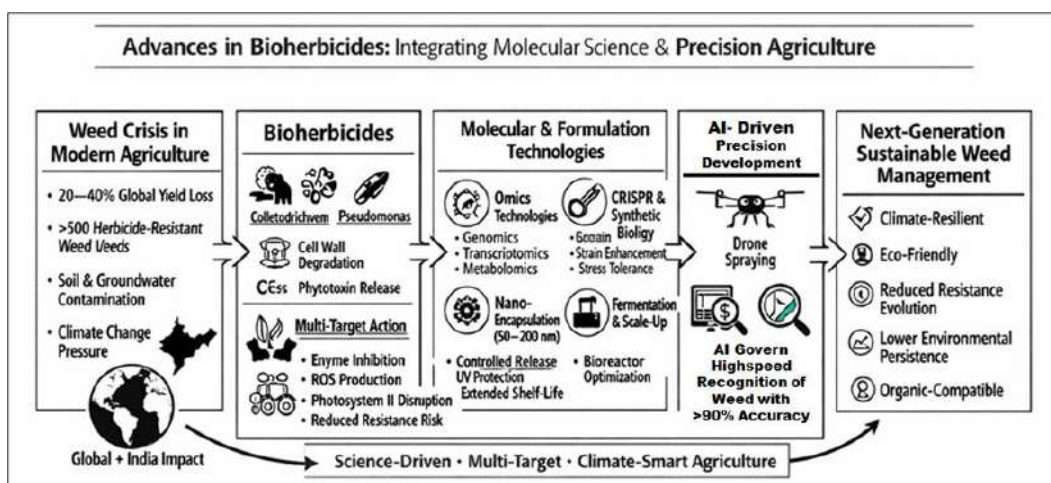 Advances in Bioherbicides: Integrating Molecular Science & Precision Agriculture
Weed Crisis in
Modern Agriculture
• 20—40% Global Yield Loss
• >500 Herbicide-Resistant
Weed Ueeds
• Soil & Groundwater
Contamination
• Climate Change
Pressure
Global + India Impact
Bioherbicides
Colletodrichvem Pseudomonas
Cell Wall
Degradation
CEss Phytotoxin Release
Multi-Target Action
• Enyme Inhibition
• ROS Production
• Photosystem II Disruption
• Reduced Resistance Risk
Molecular & Formulation
Technologies
Omics
Technologies
• Genomics
• Transcriptomics
• Metabolomics
CRISPR &
Synthetic
Bioligy
• Strain Enhancement
• Stress Tolerance
Nano-
Encapsulation
(50–200 nm)
• Controlled Release
UV Protection
Extended Shelf-Life
Fermentation
& Scale-Up
• Bioreactor
Optimization
AI- Driven
Precision
Development
Drone
Spraying
AI Govern
Highspeed
Recognition of
Weed with
>90% Accuracy
Next-Generation
Sustainable Weed
Management
Climate-Resilient
Eco-Friendly
Reduced Resistance
Evolution
Lower Environmental
Persistence
Organic-Compatible
Science-Driven • Multi-Target • Climate-Smart Agriculture